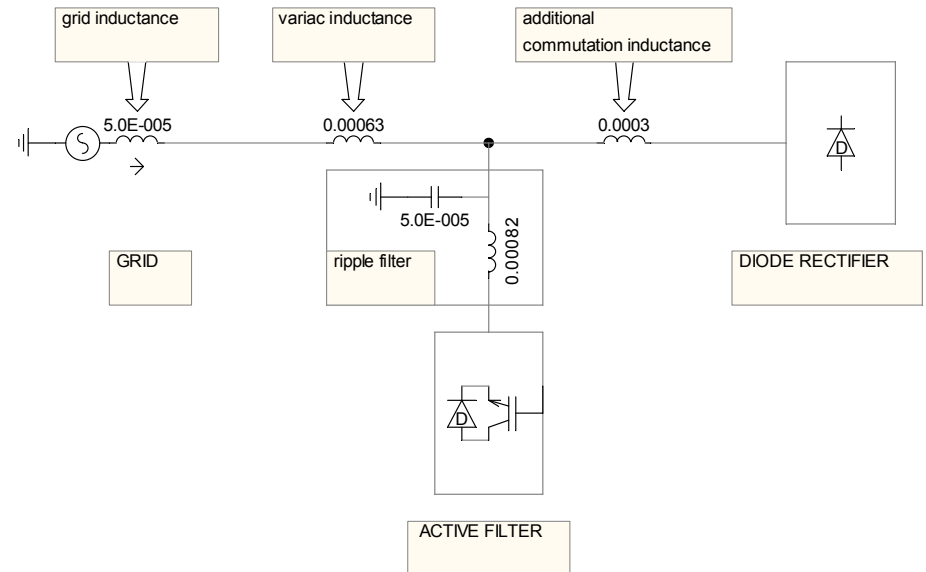 grid inductance
variac inductance
additional
commutation inductance
5.0E-005
0.00063
0.0003
S
D
5.0E-005
0.00082
GRID
ripple filter
DIODE RECTIFIER
D
ACTIVE FILTER